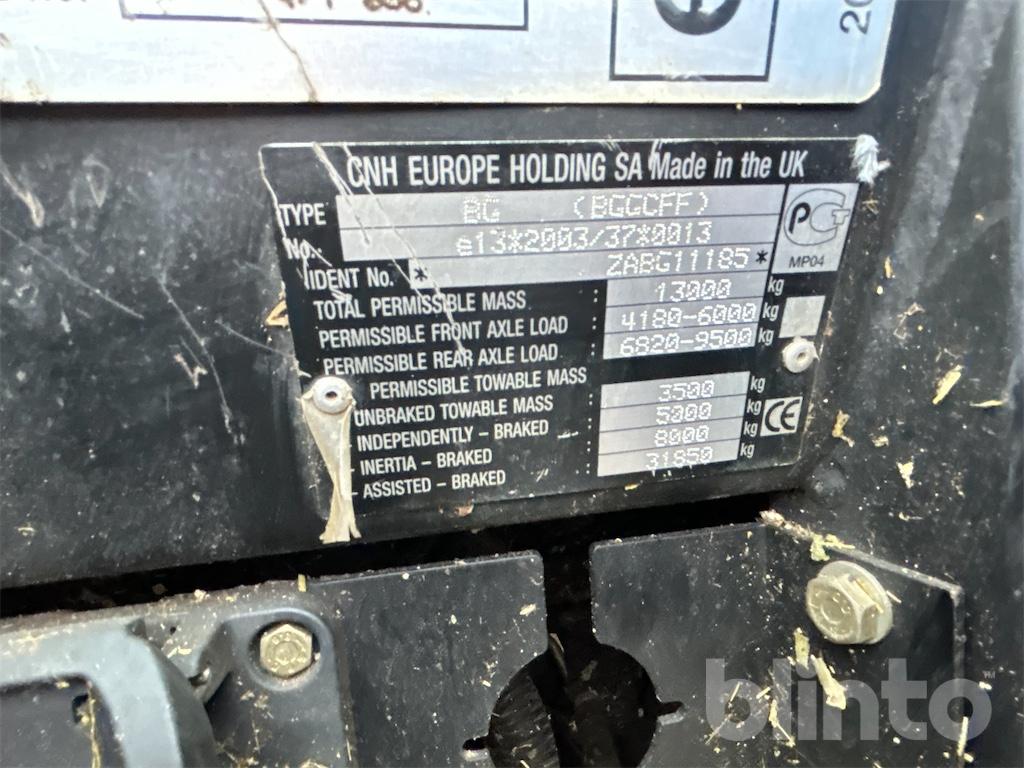 20
CNH EUROPE HOLDING SA Made in the UK
TYPE BG (BGGCFF)
No.: e13*2003/37*0013
IDENT No. * ZABG11185 *
MP04
TOTAL PERMISSIBLE MASS : 13000 kg
PERMISSIBLE FRONT AXLE LOAD : 4180-6000 kg
PERMISSIBLE REAR AXLE LOAD : 6820-9500 kg
PERMISSIBLE TOWABLE MASS
UNBRAKED TOWABLE MASS : 3500 kg
INDEPENDENTLY – BRAKED : 5000 kg
- INERTIA – BRAKED : 8000 kg
- ASSISTED – BRAKED : 31850 kg
CE
blinto™